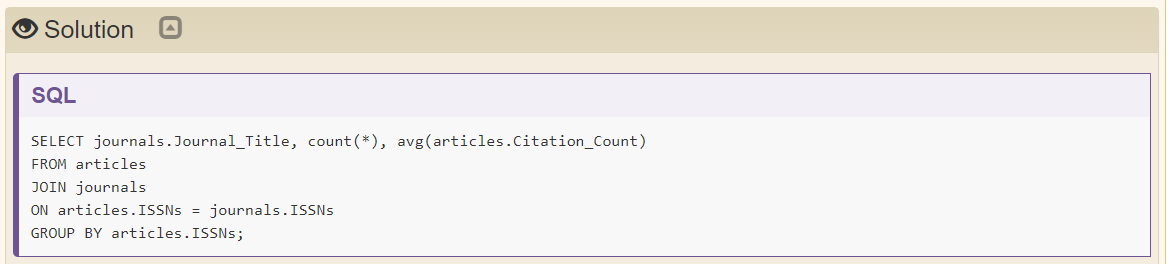 Solution
SQL
SELECT journals.Journal_Title, count(*), avg(articles.Citation_Count)
FROM articles
JOIN journals
ON articles.ISSNs = journals.ISSNs
GROUP BY articles.ISSNs;